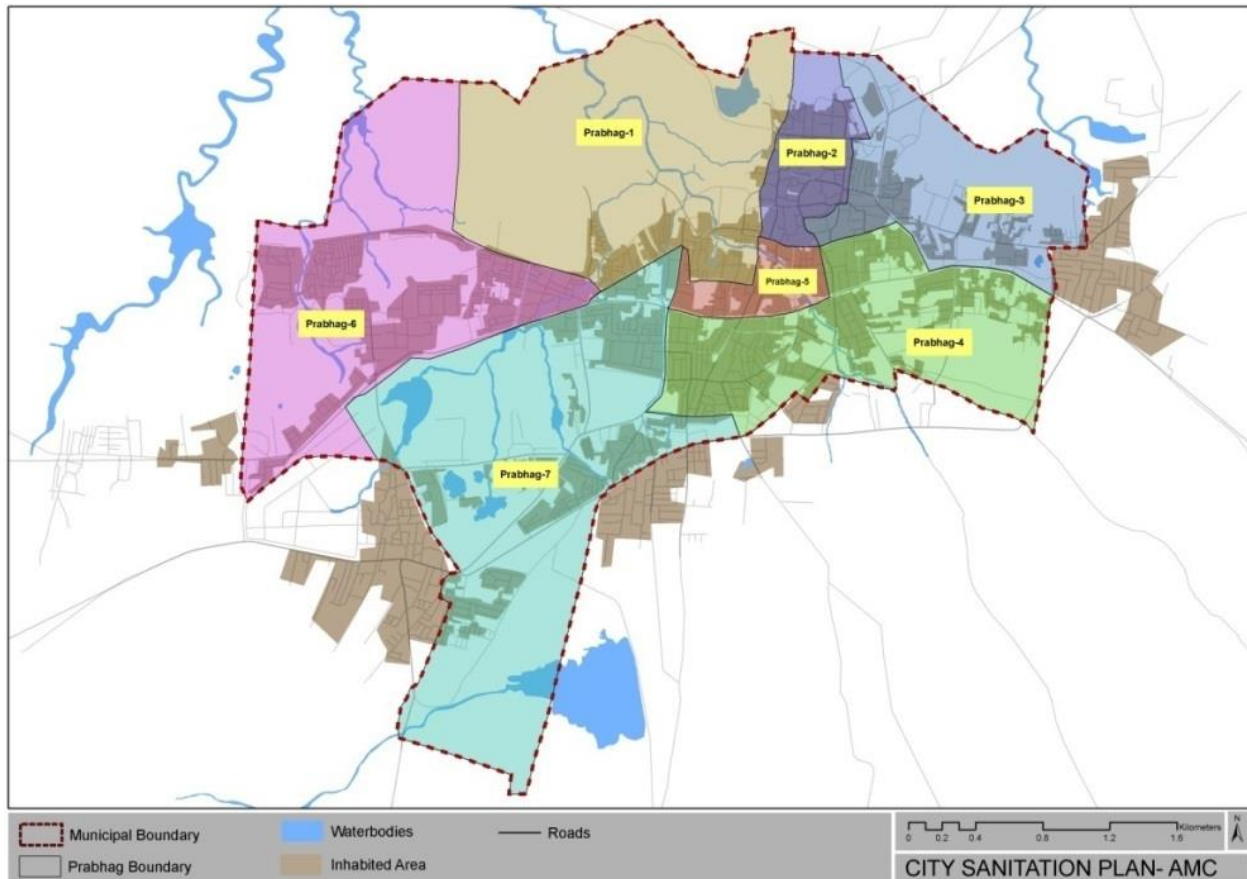 Prabhag-1
Prabhag-2
Prabhag-3
Prabhag-5
Prabhag-6
Prabhag-4
Prabhag-7
Municipal Boundary
Waterbodies
Roads
Prabhag Boundary
Inhabited Area
Kilometers
0 0.2 0.4 0.8 1.2 1.6
N
CITY SANITATION PLAN- AMC